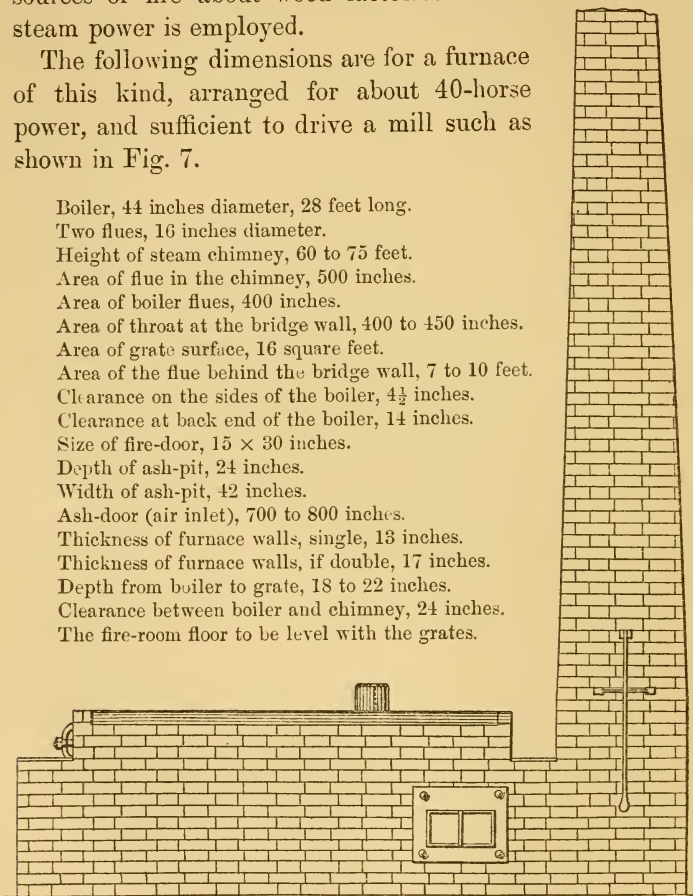 steam power is employed.
The following dimensions are for a furnace
of this kind, arranged for about 40-horse
power, and sufficient to drive a mill such as
shown in Fig. 7.
Boiler, 44 inches diameter, 28 feet long.
Two flues, 16 inches diameter.
Height of steam chimney, 60 to 75 feet.
Area of flue in the chimney, 500 inches.
Area of boiler flues, 400 inches.
Area of throat at the bridge wall, 400 to 450 inches.
Area of grate surface, 16 square feet.
Area of the flue behind the bridge wall, 7 to 10 feet.
Clearance on the sides of the boiler, 4½ inches.
Clearance at back end of the boiler, 14 inches.
Size of fire-door, 15 × 30 inches.
Depth of ash-pit, 24 inches.
Width of ash-pit, 42 inches.
Ash-door (air inlet), 700 to 800 inches.
Thickness of furnace walls, single, 13 inches.
Thickness of furnace walls, if double, 17 inches.
Depth from boiler to grate, 18 to 22 inches.
Clearance between boiler and chimney, 24 inches.
The fire-room floor to be level with the grates.